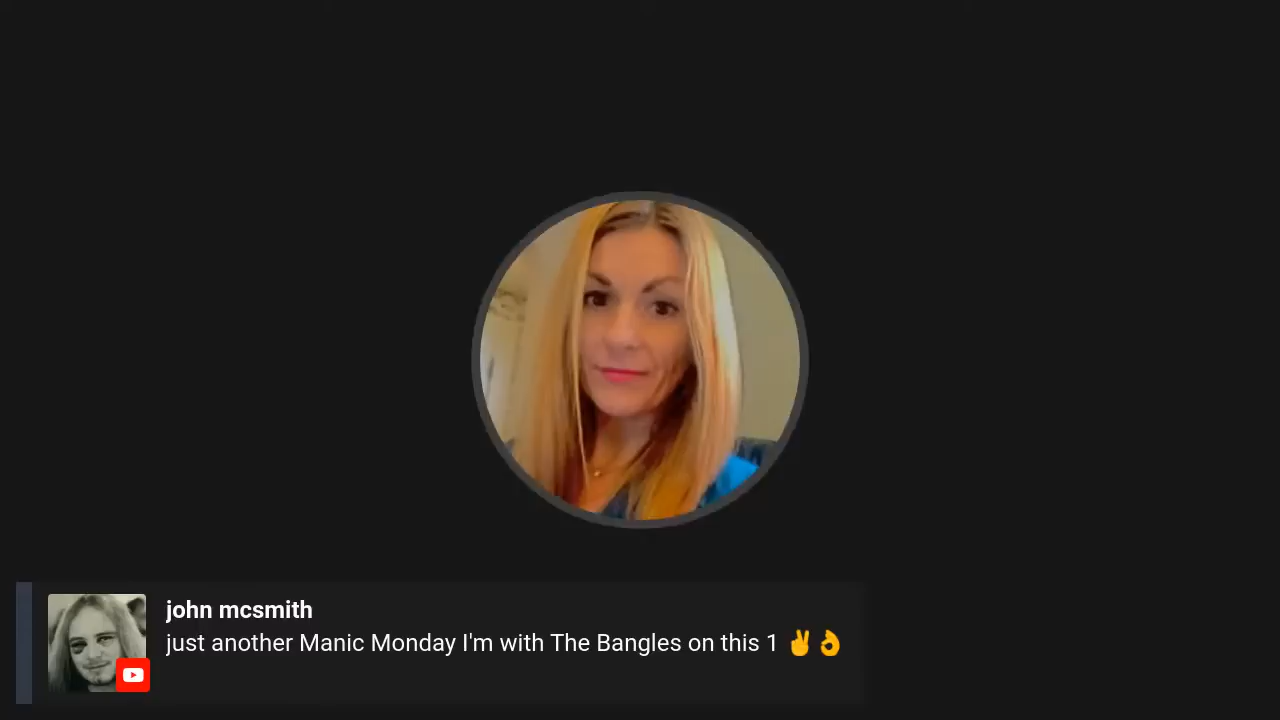 john mcsmith
just another Manic Monday I'm with The Bangles on this 1 ✌️👌